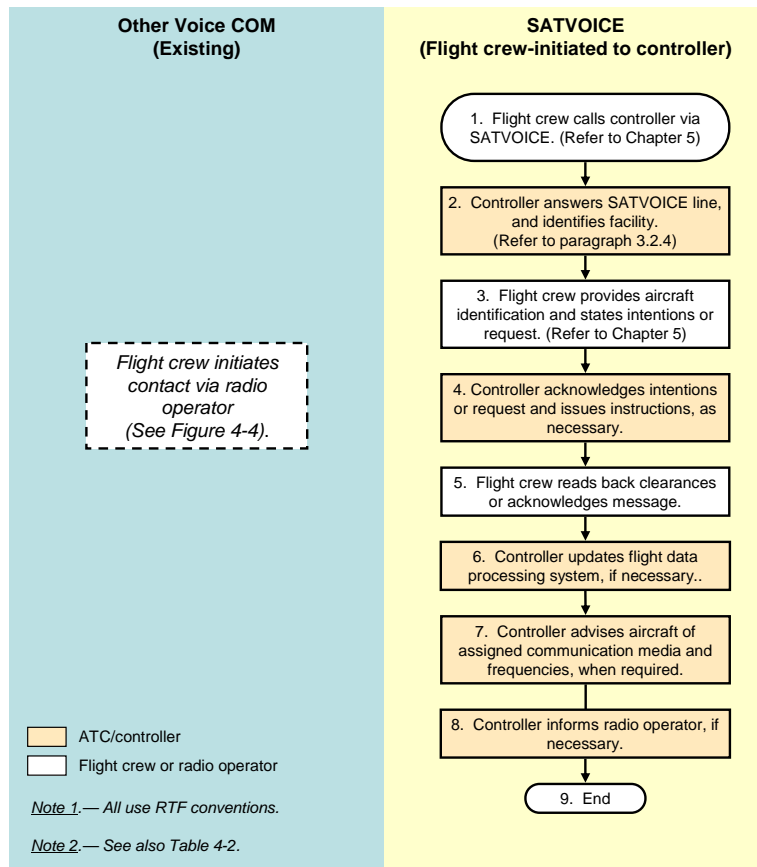 Other Voice COM
(Existing)
SATVOICE
(Flight crew-initiated to controller)
1. Flight crew calls controller via
SATVOICE. (Refer to Chapter 5)
2. Controller answers SATVOICE line,
and identifies facility.
(Refer to paragraph 3.2.4)
3. Flight crew provides aircraft
identification and states intentions or
request. (Refer to Chapter 5)
Flight crew initiates
contact via radio
operator
(See Figure 4-4).
4. Controller acknowledges intentions
or request and issues instructions, as
necessary.
5. Flight crew reads back clearances
or acknowledges message.
6. Controller updates flight data
processing system, if necessary..
7. Controller advises aircraft of
assigned communication media and
frequencies, when required.
8. Controller informs radio operator, if
necessary.
9. End
ATC/controller
Flight crew or radio operator
Note 1.— All use RTF conventions.
Note 2.— See also Table 4-2.